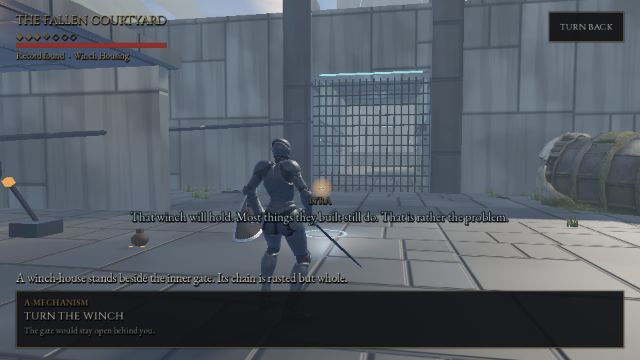 THE FALLEN COURTYARD
TURN BACK
Record found - Winch Housing
LYRA
That winch will hold. Most things they built still do. That is rather the problem.
A winch-house stands beside the inner gate. Its chain is rusted but whole.
A MECHANISM
TURN THE WINCH
The gate would stay open behind you.